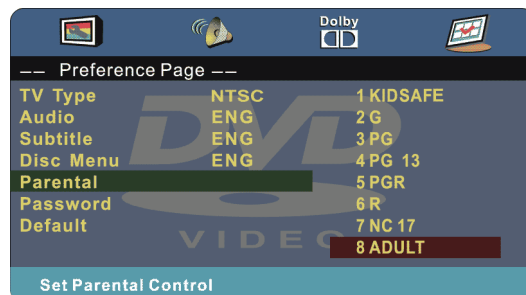 Dolby
-- Preference Page --
TV Type NTSC 1 KIDSAFE
Audio ENG 2 G
Subtitle ENG 3 PG
Disc Menu ENG 4 PG 13
Parental 5 PGR
Password 6 R
Default 7 NC 17
8 ADULT
DVD
VIDEO
Set Parental Control